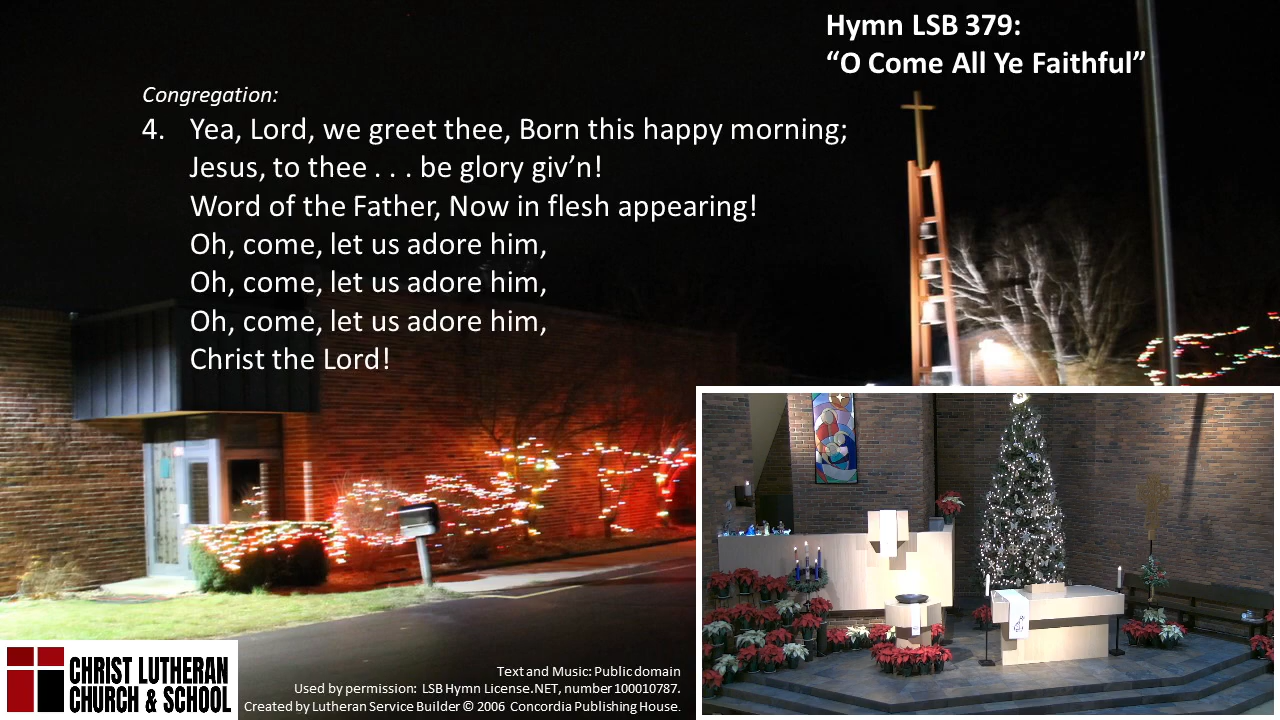 Hymn LSB 379:
“O Come All Ye Faithful”
Congregation:
4. Yea, Lord, we greet thee, Born this happy morning;
Jesus, to thee . . . be glory giv’n!
Word of the Father, Now in flesh appearing!
Oh, come, let us adore him,
Oh, come, let us adore him,
Oh, come, let us adore him,
Christ the Lord!
CHRIST LUTHERAN
CHURCH & SCHOOL
Text and Music: Public domain
Used by permission: LSB Hymn License.NET, number 100010787.
Created by Lutheran Service Builder © 2006 Concordia Publishing House.